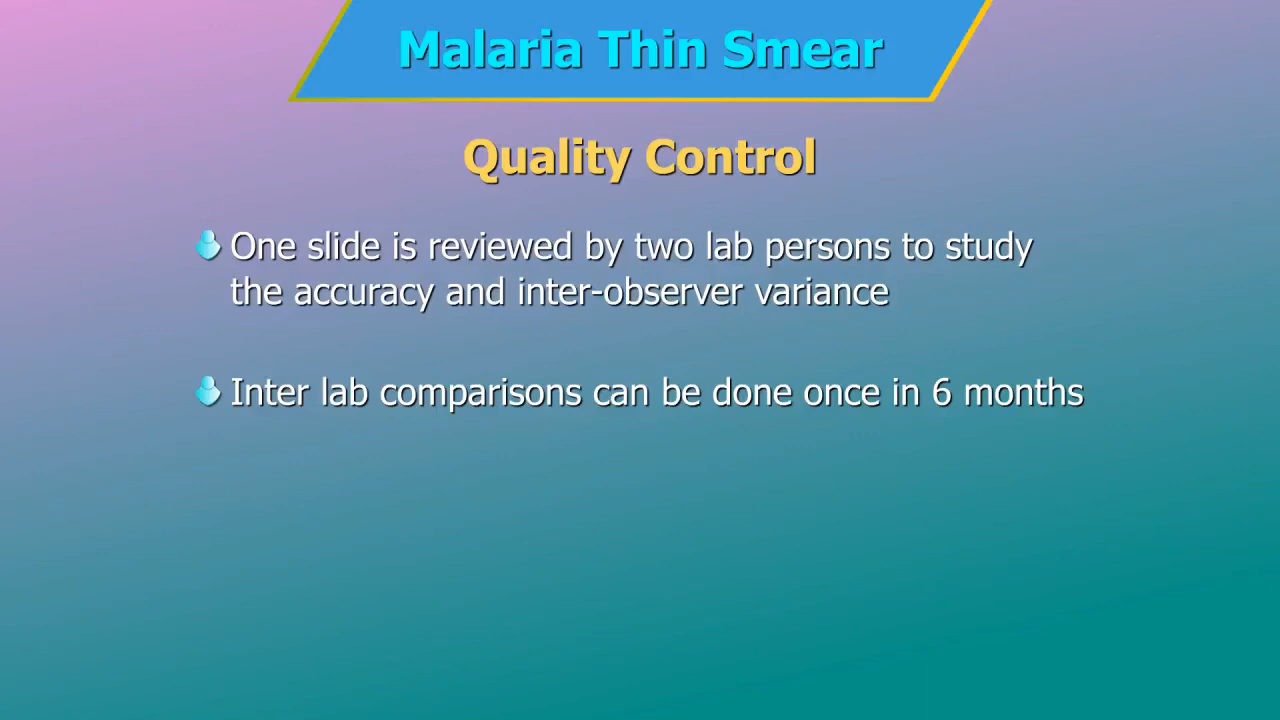 Malaria Thin Smear
Quality Control
One slide is reviewed by two lab persons to study
the accuracy and inter-observer variance
Inter lab comparisons can be done once in 6 months